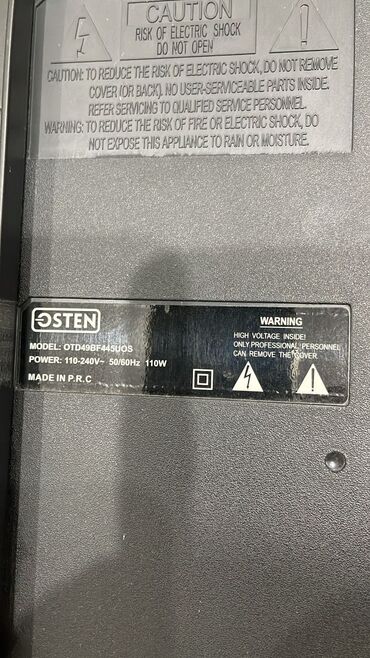 CAUTION
RISK OF ELECTRIC SHOCK
DO NOT OPEN
CAUTION: TO REDUCE THE RISK OF ELECTRIC SHOCK, DO NOT REMOVE
COVER (OR BACK). NO USER-SERVICEABLE PARTS INSIDE.
REFER SERVICING TO QUALIFIED SERVICE PERSONNEL.
WARNING: TO REDUCE THE RISK OF FIRE OR ELECTRIC SHOCK, DO
NOT EXPOSE THIS APPLIANCE TO RAIN OR MOISTURE.
OSTEN
MODEL: OTD49BF445UOS
POWER: 110-240V~ 50/60Hz 110W
MADE IN P.R.C
WARNING
HIGH VOLTAGE INSIDE!
ONLY PROFESSIONAL PERSONNEL
CAN REMOVE THE COVER